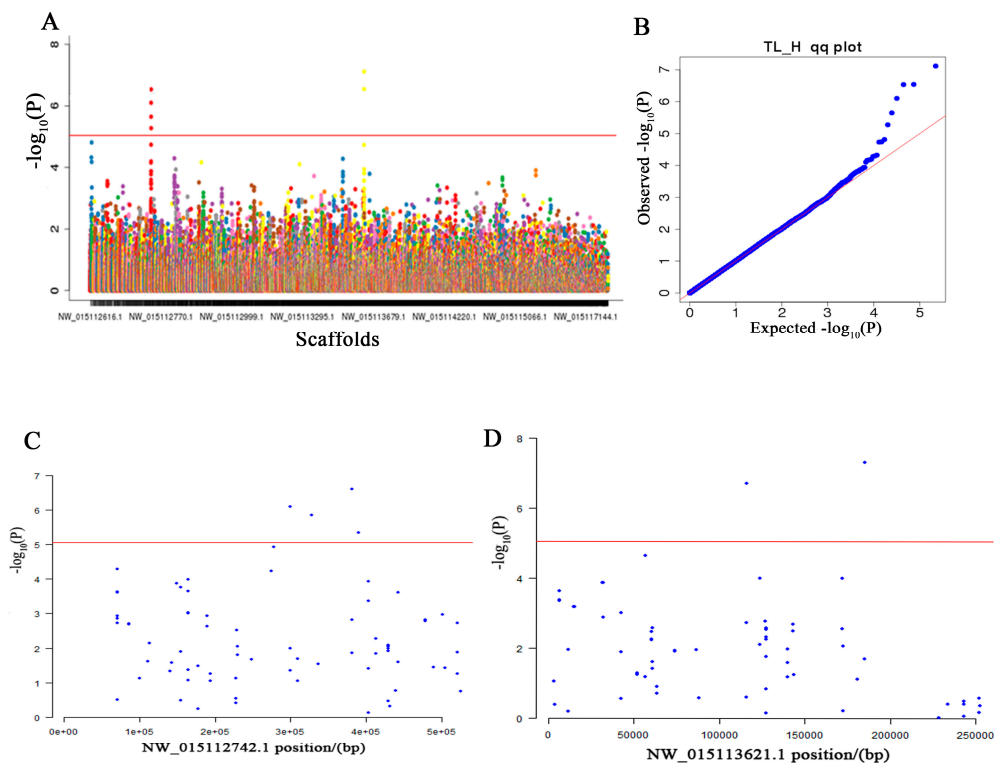 A
8
6
4
2
0
-log10(P)
NW_015112616.1 NW_015112770.1 NW_015112999.1 NW_015113295.1 NW_015113679.1 NW_015114220.1 NW_015115066.1 NW_015117144.1
Scaffolds
B
TL_H qq plot
7
6
5
4
3
2
1
0
Observed -log10(P)
0 1 2 3 4 5
Expected -log10(P)
C
7
6
5
4
3
2
1
0
-log10(P)
0e+00 1e+05 2e+05 3e+05 4e+05 5e+05
NW_015112742.1 position/(bp)
D
8
6
4
2
0
-log10(P)
0 50000 100000 150000 200000 250000
NW_015113621.1 position/(bp)